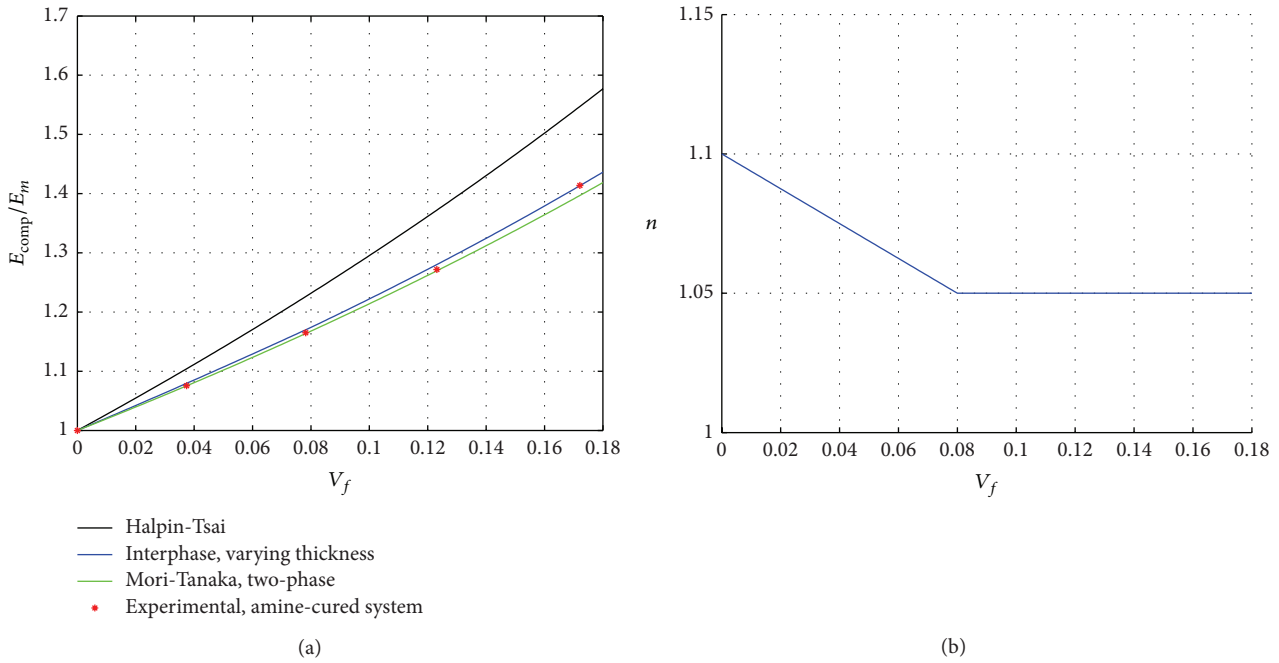 1.7
1.6
1.5
1.4
1.3
1.2
1.1
1
E_comp/E_m
0 0.02 0.04 0.06 0.08 0.1 0.12 0.14 0.16 0.18
V_f
Halpin-Tsai
Interphase, varying thickness
Mori-Tanaka, two-phase
Experimental, amine-cured system
(a)
1.15
1.1
1.05
1
n
0 0.02 0.04 0.06 0.08 0.1 0.12 0.14 0.16 0.18
V_f
(b)